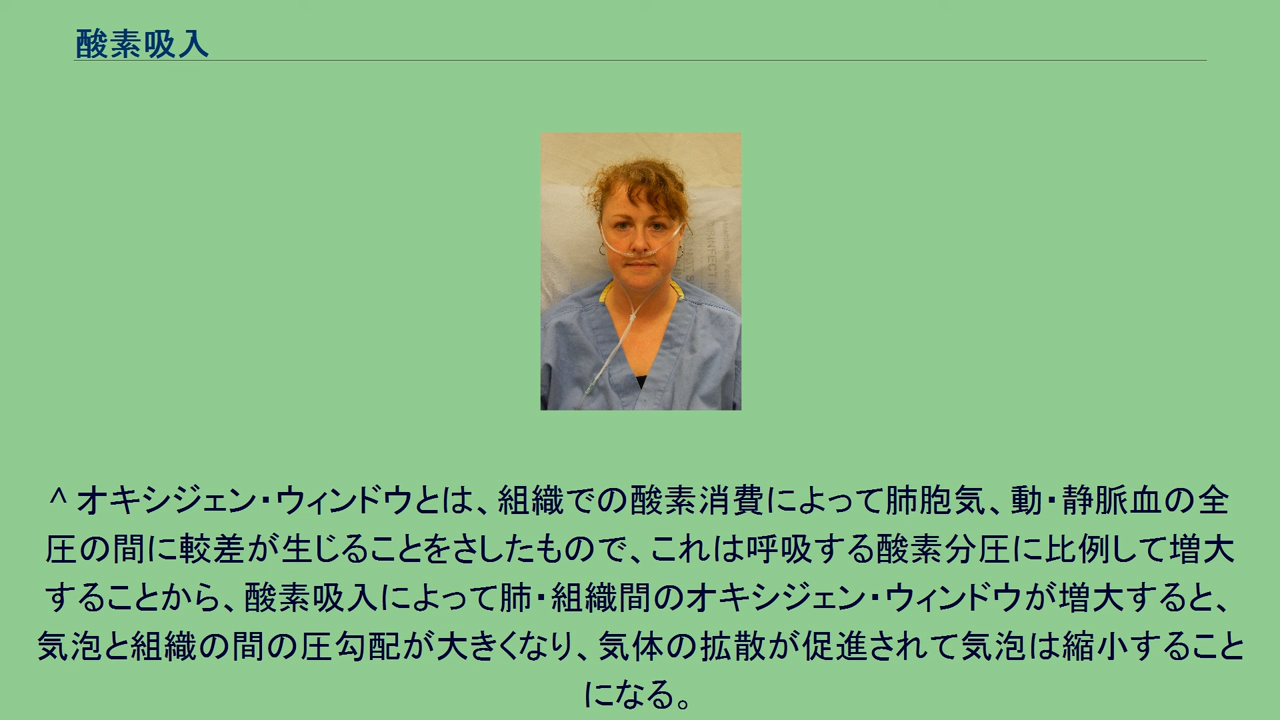 酸素吸入
^ オキシジェン・ウィンドウとは、組織での酸素消費によって肺胞気、動・静脈血の全
圧の間に較差が生じることをさしたもので、これは呼吸する酸素分圧に比例して増大
することから、酸素吸入によって肺・組織間のオキシジェン・ウィンドウが増大すると、
気泡と組織の間の圧勾配が大きくなり、気体の拡散が促進されて気泡は縮小すること
になる。